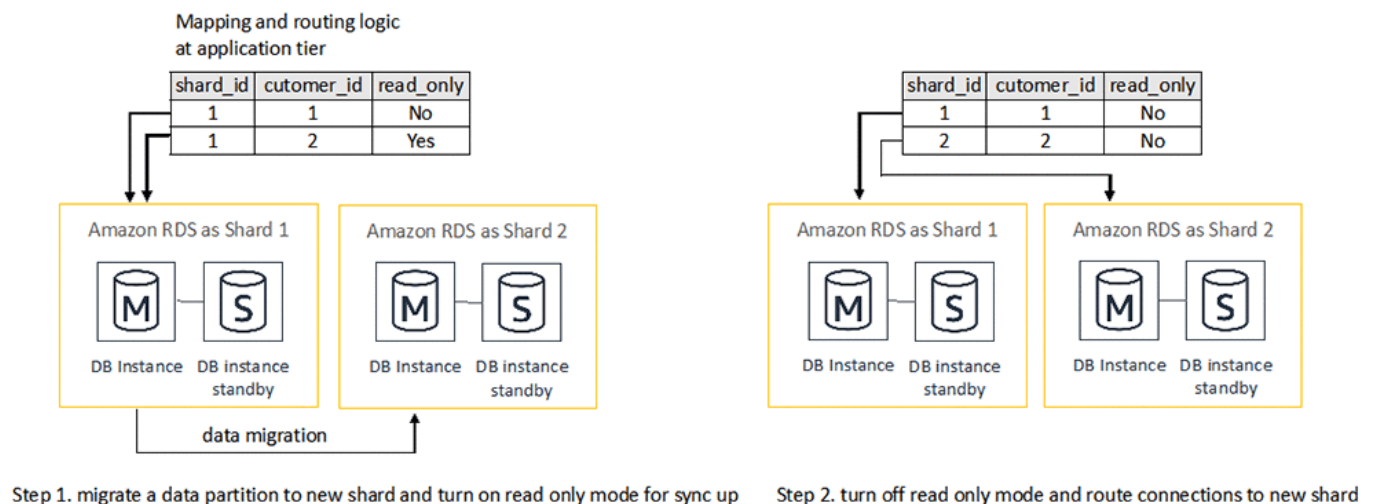 Mapping and routing logic
at application tier
shard_id cutomer_id read_only
1 1 No
1 2 Yes
Amazon RDS as Shard 1
M S
DB Instance DB instance
standby
Amazon RDS as Shard 2
M S
DB Instance DB instance
standby
data migration
Step 1. migrate a data partition to new shard and turn on read only mode for sync up
shard_id cutomer_id read_only
1 1 No
2 2 No
Amazon RDS as Shard 1
M S
DB Instance DB instance
standby
Amazon RDS as Shard 2
M S
DB Instance DB instance
standby
Step 2. turn off read only mode and route connections to new shard